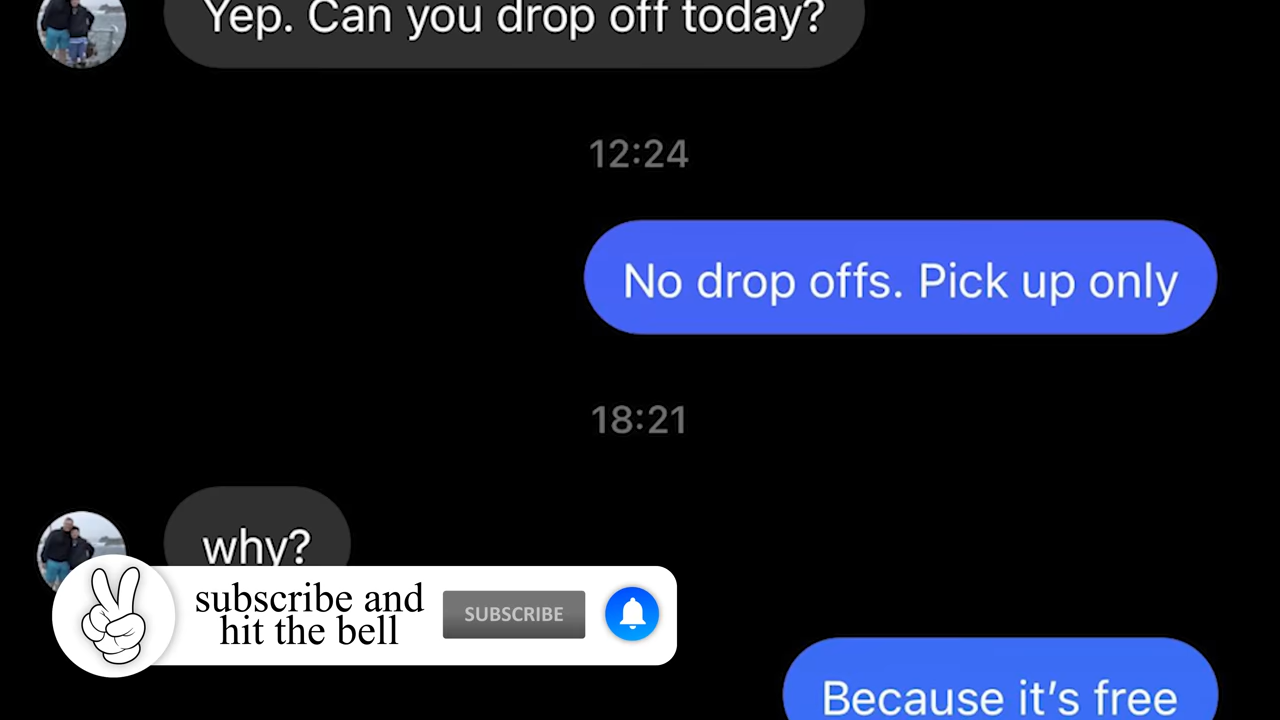 Yep. Can you drop off today?
12:24
No drop offs. Pick up only
18:21
why?
subscribe and
hit the bell
SUBSCRIBE
Because it’s free